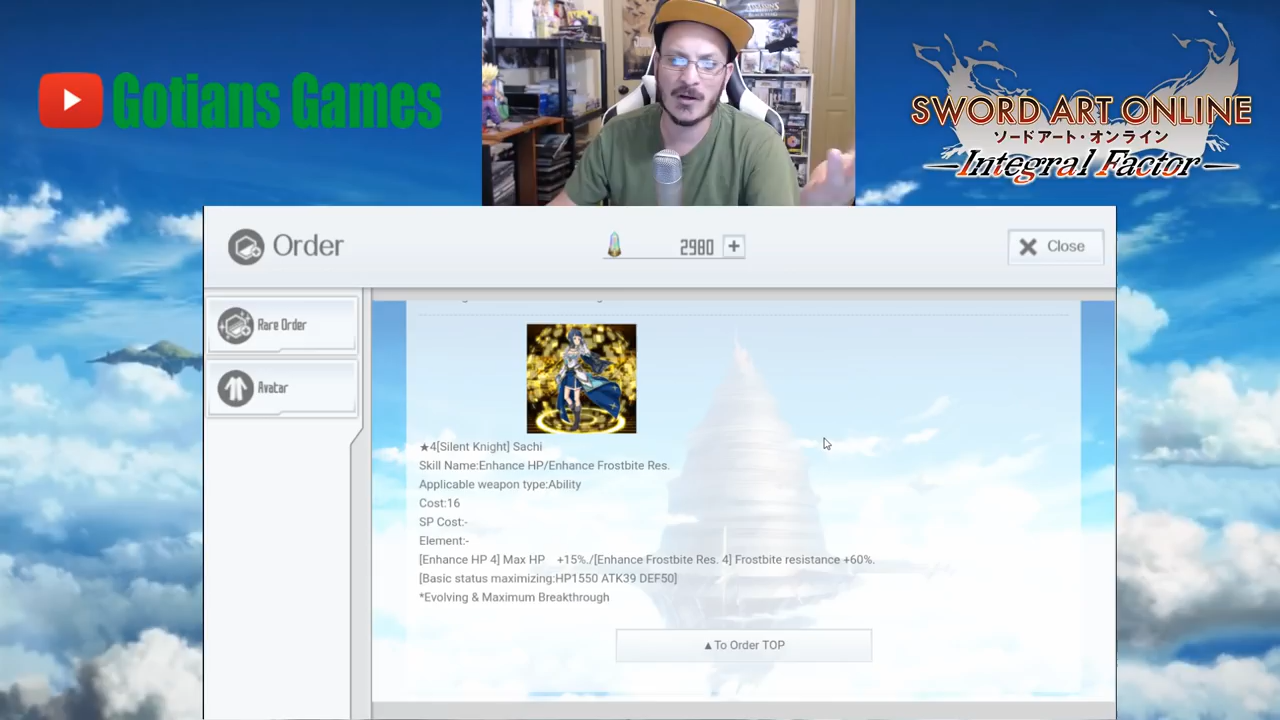 Gotians Games
SWORD ART ONLINE
ソードアート・オンライン
Integral Factor
Order
2980
Close
Rare Order
Avatar
★4[Silent Knight] Sachi
Skill Name:Enhance HP/Enhance Frostbite Res.
Applicable weapon type:Ability
Cost:16
SP Cost:-
Element:-
[Enhance HP 4] Max HP +15%./[Enhance Frostbite Res. 4] Frostbite resistance +60%.
[Basic status maximizing:HP1550 ATK39 DEF50]
*Evolving & Maximum Breakthrough
▲To Order TOP